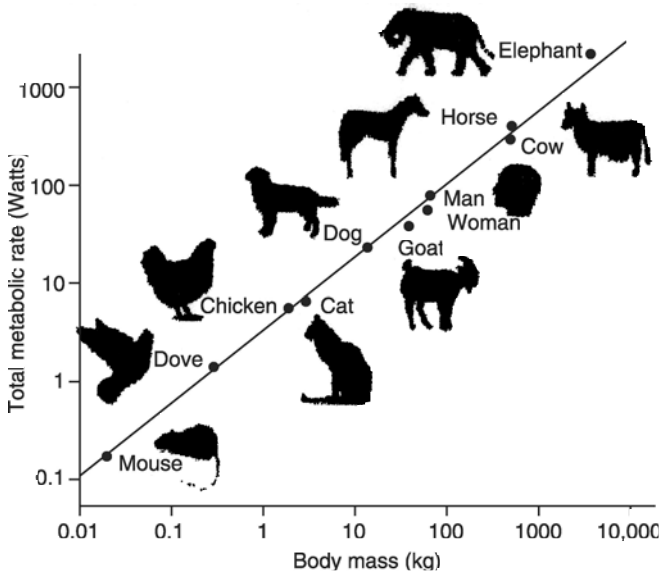 Total metabolic rate (Watts)
1000
100
10
1
0.1
Elephant
Horse
Cow
Man
Woman
Dog
Goat
Chicken
Cat
Dove
Mouse
0.01
0.1
1
10
100
1000
10,000
Body mass (kg)